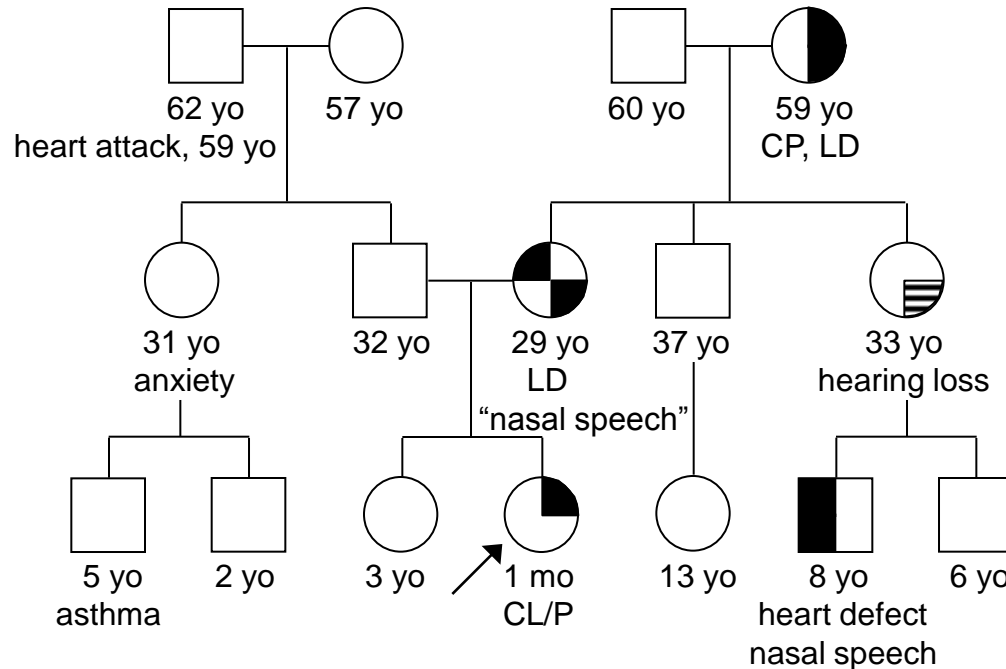 62 yo
57 yo
60 yo
59 yo
heart attack, 59 yo
CP, LD
31 yo
32 yo
29 yo
37 yo
33 yo
anxiety
LD
hearing loss
“nasal speech”
5 yo
2 yo
3 yo
1 mo
13 yo
8 yo
6 yo
asthma
CL/P
heart defect
nasal speech